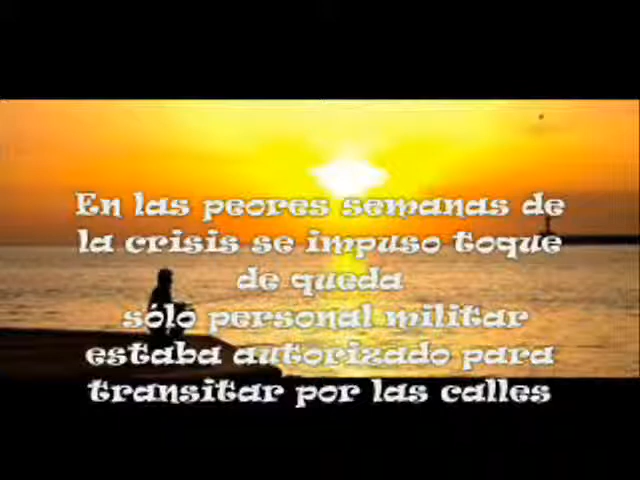 En las peores semanas de
la crisis se impuso toque
de queda
sólo personal militar
estaba autorizado para
transitar por las calles